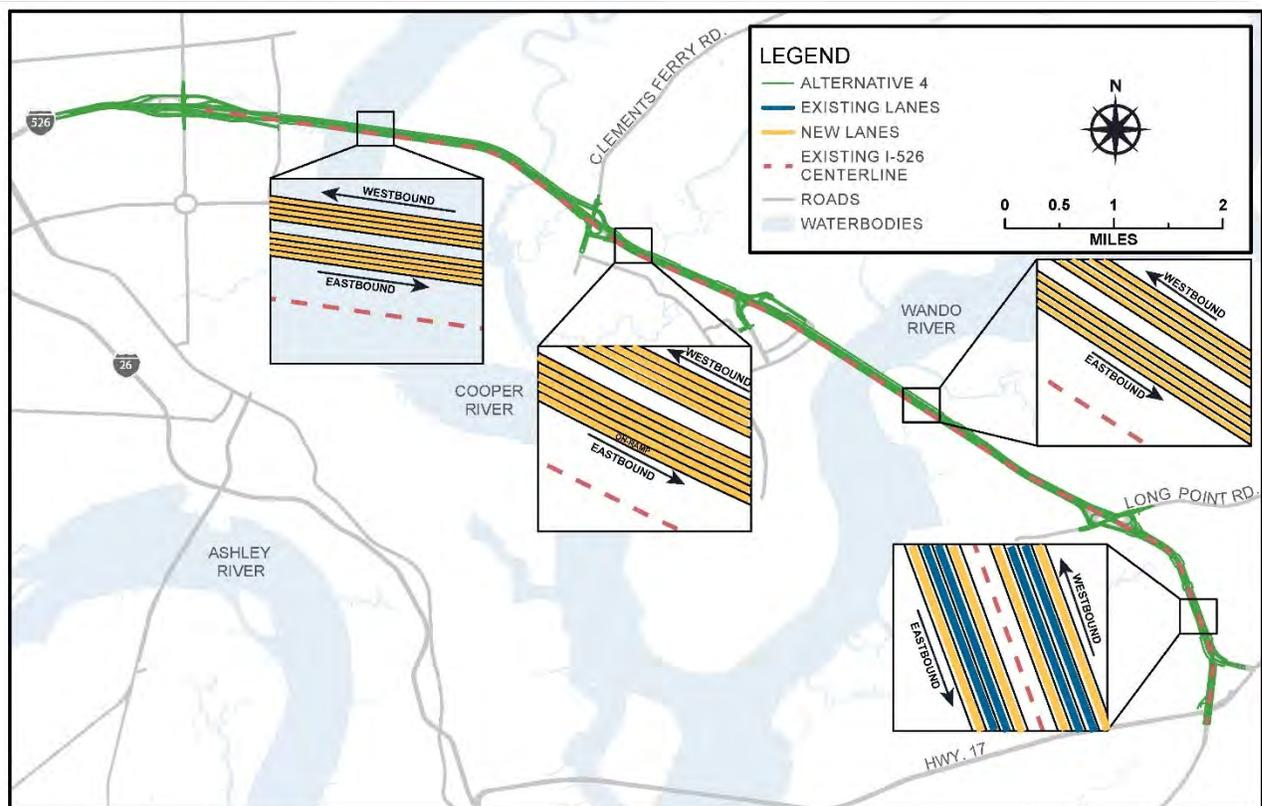 LEGEND
ALTERNATIVE 4
EXISTING LANES
NEW LANES
EXISTING I-526
CENTERLINE
ROADS
WATERBODIES
N
0 0.5 1 2
MILES
526
CLEMENTS FERRY RD.
WESTBOUND
EASTBOUND
26
COOPER
RIVER
WESTBOUND
ON-RAMP
EASTBOUND
WANDO
RIVER
WESTBOUND
EASTBOUND
LONG POINT RD.
ASHLEY
RIVER
WESTBOUND
EASTBOUND
HWY. 17